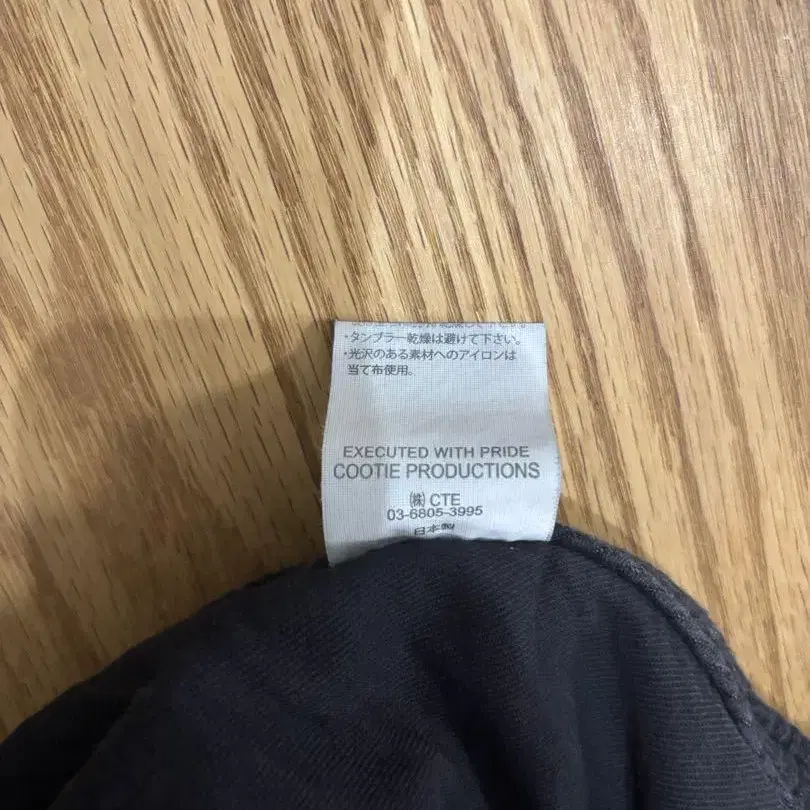 ・タンブラー乾燥は避けて下さい。
・光沢のある素材へのアイロンは
当て布使用。
EXECUTED WITH PRIDE
COOTIE PRODUCTIONS
㈱ CTE
03-6805-3995
日本製